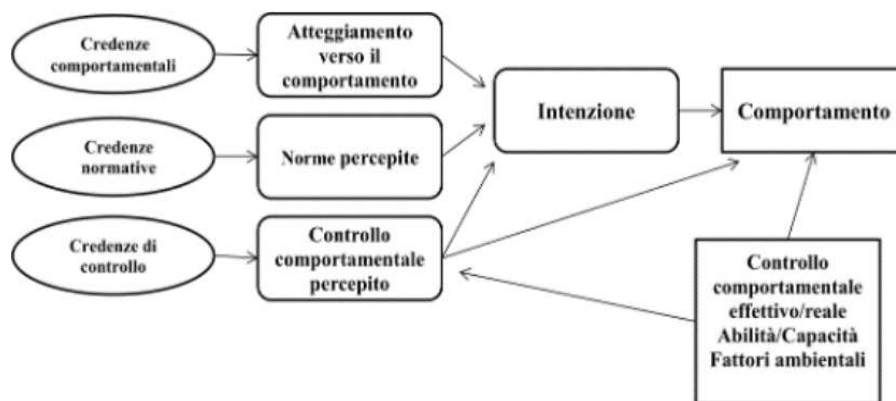 Credenze
comportamentali
Atteggiamento
verso il
comportamento
Intenzione
Comportamento
Credenze
normative
Norme percepite
Credenze di
controllo
Controllo
comportamentale
percepito
Controllo
comportamentale
effettivo/reale
Abilità/Capacità
Fattori ambientali